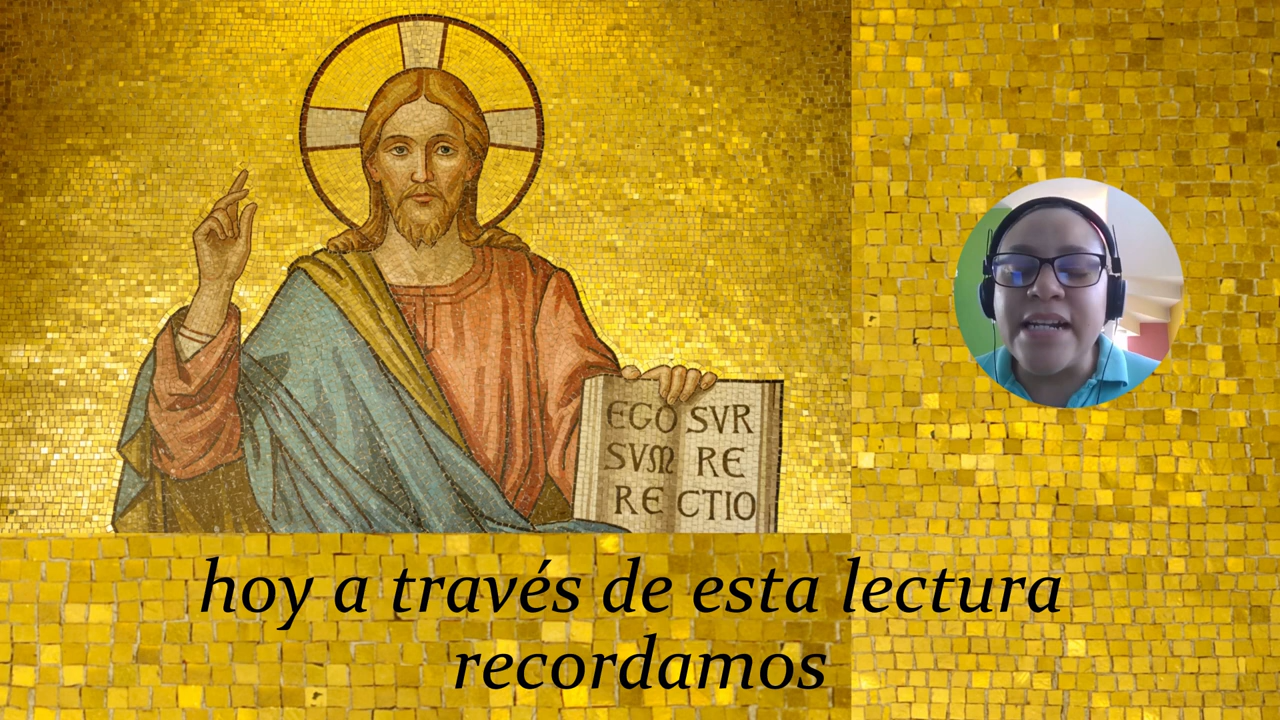 EGO SVR
SVM RE
RE CTIO
hoy a través de esta lectura
recordamos